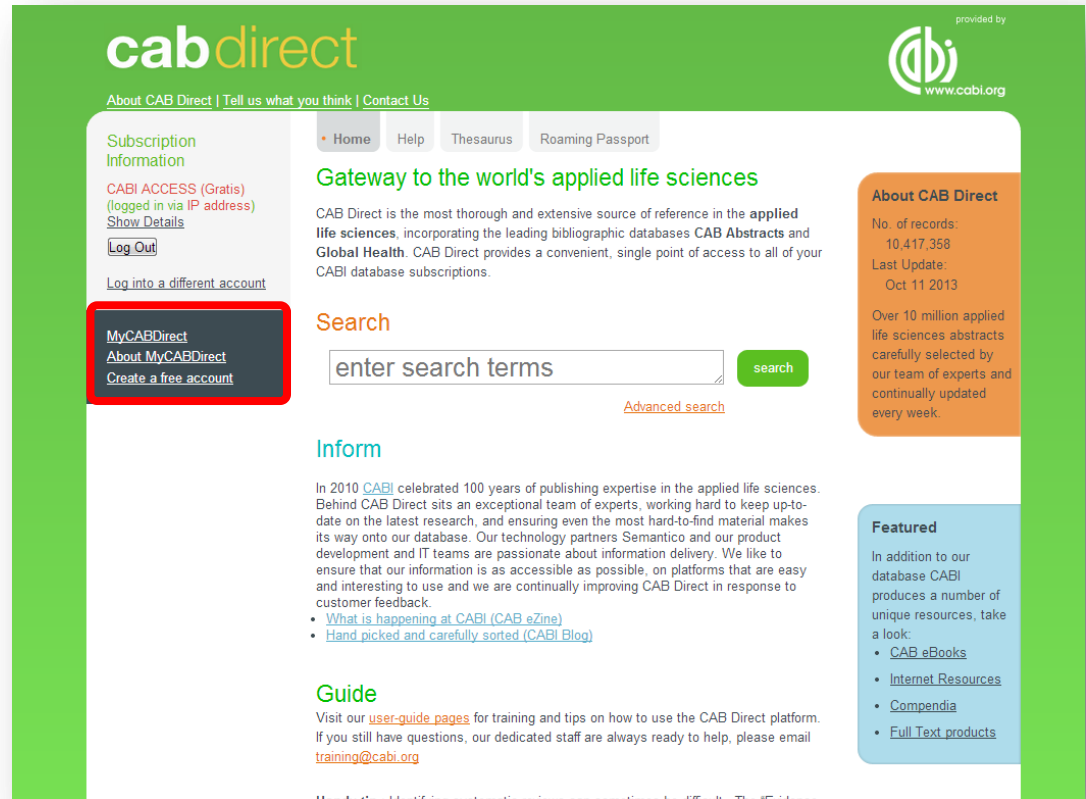 cabdirect
provided by
cabi
www.cabi.org
About CAB Direct | Tell us what you think | Contact Us
Subscription
Information
CABI ACCESS (Gratis)
(logged in via IP address)
Show Details
Log Out
Log into a different account
MyCABDirect
About MyCABDirect
Create a free account
• Home Help Thesaurus Roaming Passport
Gateway to the world's applied life sciences
CAB Direct is the most thorough and extensive source of reference in the applied
life sciences, incorporating the leading bibliographic databases CAB Abstracts and
Global Health. CAB Direct provides a convenient, single point of access to all of your
CABI database subscriptions.
Search
enter search terms
search
Advanced search
Inform
In 2010 CABI celebrated 100 years of publishing expertise in the applied life sciences.
Behind CAB Direct sits an exceptional team of experts, working hard to keep up-to-
date on the latest research, and ensuring even the most hard-to-find material makes
its way onto our database. Our technology partners Semantico and our product
development and IT teams are passionate about information delivery. We like to
ensure that our information is as accessible as possible, on platforms that are easy
and interesting to use and we are continually improving CAB Direct in response to
customer feedback.
• What is happening at CABI (CAB eZine)
• Hand picked and carefully sorted (CABI Blog)
Guide
Visit our user-guide pages for training and tips on how to use the CAB Direct platform.
If you still have questions, our dedicated staff are always ready to help, please email
training@cabi.org
About CAB Direct
No. of records:
10,417,358
Last Update:
Oct 11 2013
Over 10 million applied
life sciences abstracts
carefully selected by
our team of experts and
continually updated
every week.
Featured
In addition to our
database CABI
produces a number of
unique resources, take
a look:
• CAB eBooks
• Internet Resources
• Compendia
• Full Text products